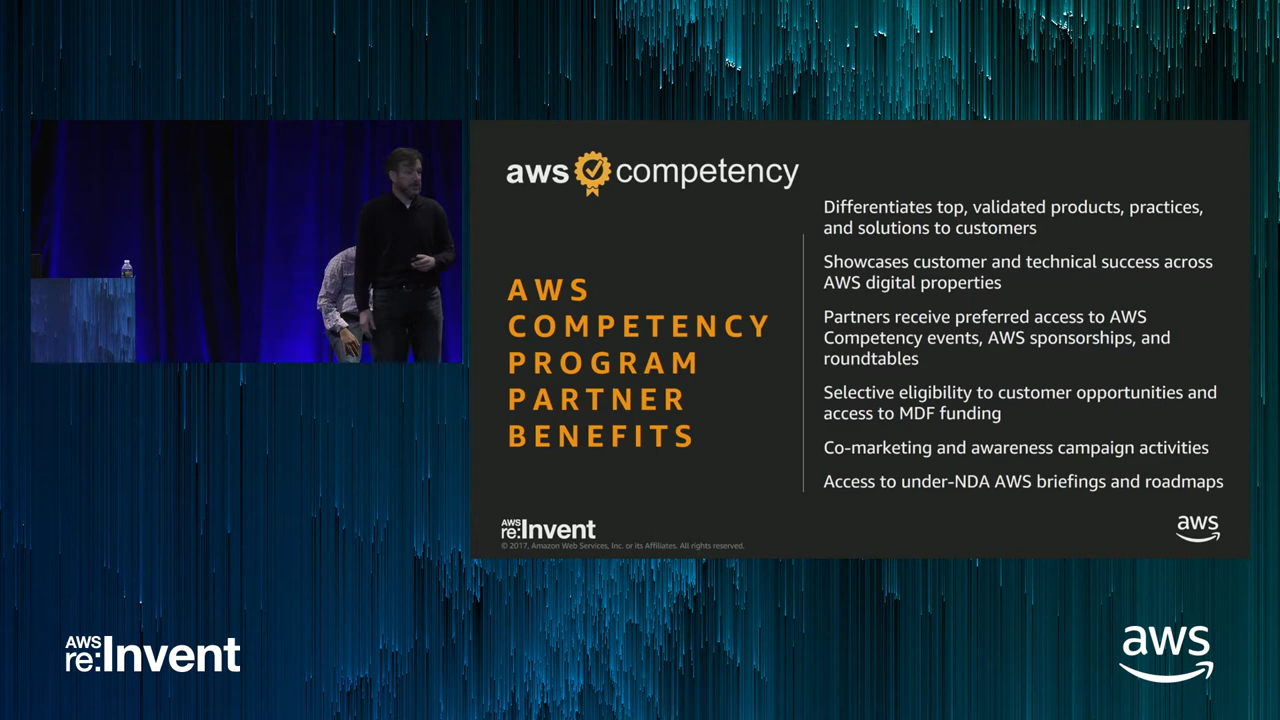 aws competency
AWS
COMPETENCY
PROGRAM
PARTNER
BENEFITS
Differentiates top, validated products, practices,
and solutions to customers
Showcases customer and technical success across
AWS digital properties
Partners receive preferred access to AWS
Competency events, AWS sponsorships, and
roundtables
Selective eligibility to customer opportunities and
access to MDF funding
Co-marketing and awareness campaign activities
Access to under-NDA AWS briefings and roadmaps
AWS
re:Invent
© 2017, Amazon Web Services, Inc. or its Affiliates. All rights reserved.
aws
AWS
re:Invent
aws